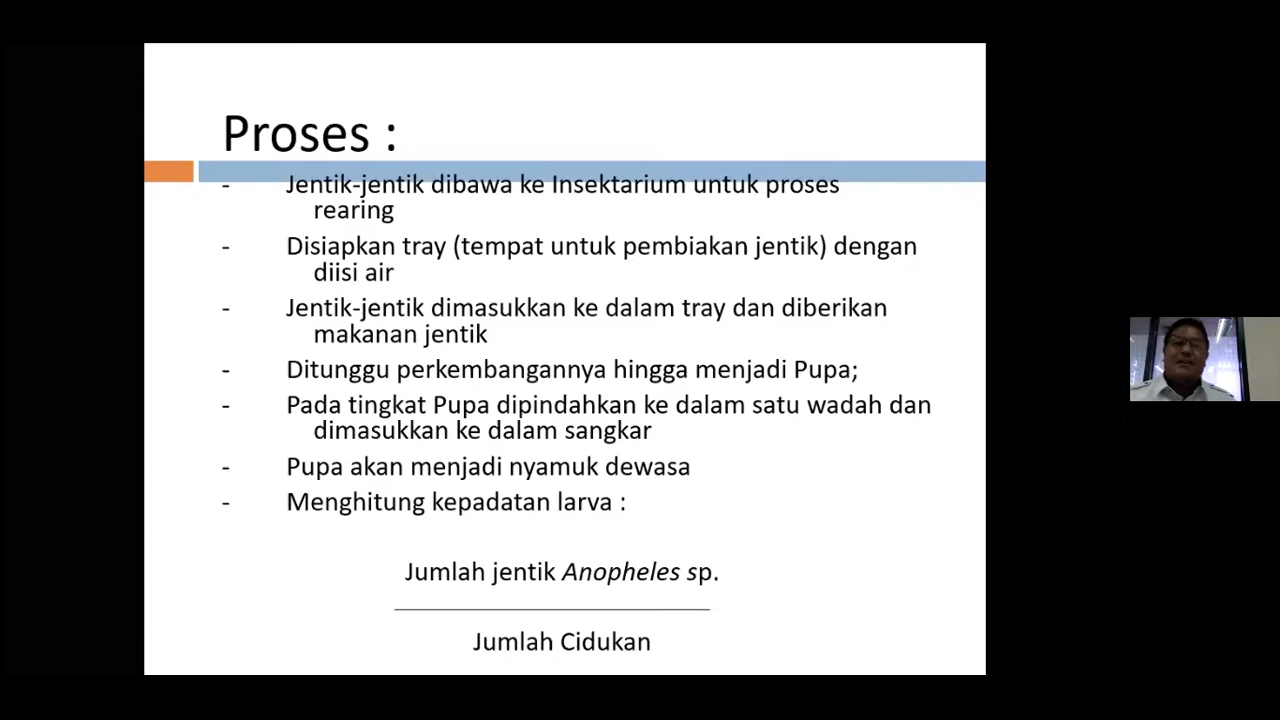 Proses :
- Jentik-jentik dibawa ke Insektarium untuk proses
rearing
- Disiapkan tray (tempat untuk pembiakan jentik) dengan
diisi air
- Jentik-jentik dimasukkan ke dalam tray dan diberikan
makanan jentik
- Ditunggu perkembangannya hingga menjadi Pupa;
- Pada tingkat Pupa dipindahkan ke dalam satu wadah dan
dimasukkan ke dalam sangkar
- Pupa akan menjadi nyamuk dewasa
- Menghitung kepadatan larva :
Jumlah jentik Anopheles sp.
Jumlah Cidukan